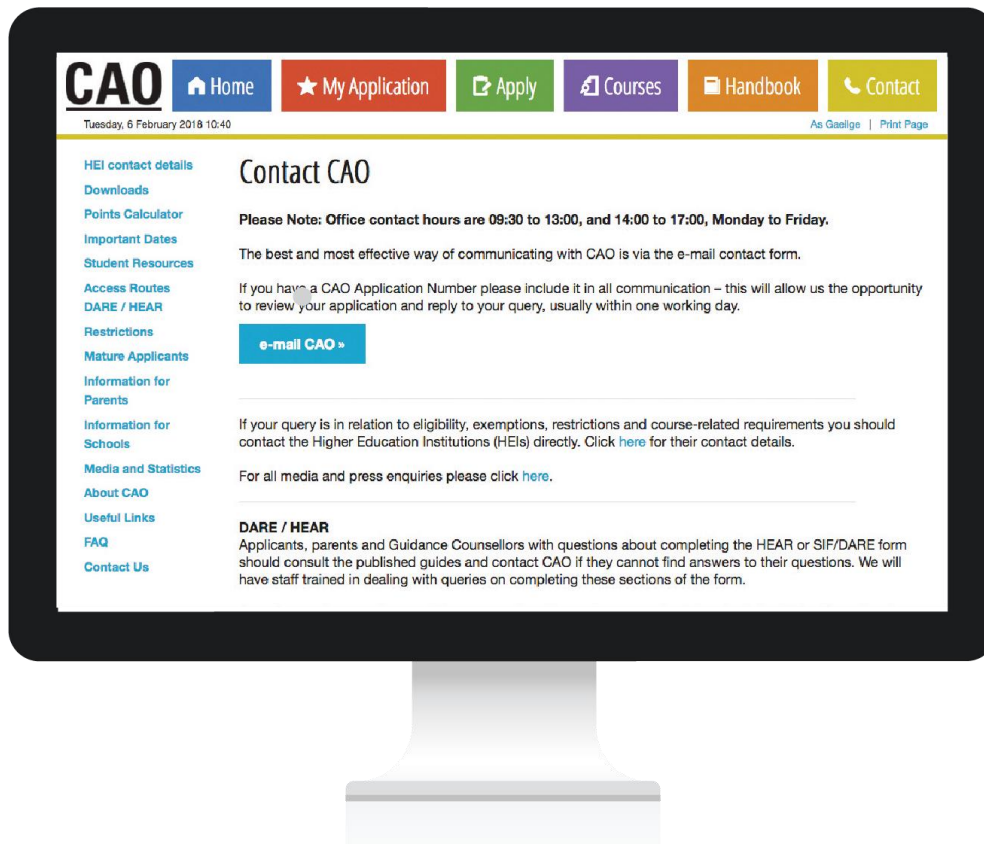 CAO
Home
My Application
Apply
Courses
Handbook
Contact
Tuesday, 6 February 2018 10:40
As Gaeilge | Print Page
HEI contact details
Downloads
Points Calculator
Important Dates
Student Resources
Access Routes
DARE / HEAR
Restrictions
Mature Applicants
Information for
Parents
Information for
Schools
Media and Statistics
About CAO
Useful Links
FAQ
Contact Us
Contact CAO
Please Note: Office contact hours are 09:30 to 13:00, and 14:00 to 17:00, Monday to Friday.
The best and most effective way of communicating with CAO is via the e-mail contact form.
If you have a CAO Application Number please include it in all communication – this will allow us the opportunity
to review your application and reply to your query, usually within one working day.
e-mail CAO »
If your query is in relation to eligibility, exemptions, restrictions and course-related requirements you should
contact the Higher Education Institutions (HEIs) directly. Click here for their contact details.
For all media and press enquiries please click here.
DARE / HEAR
Applicants, parents and Guidance Counsellors with questions about completing the HEAR or SIF/DARE form
should consult the published guides and contact CAO if they cannot find answers to their questions. We will
have staff trained in dealing with queries on completing these sections of the form.